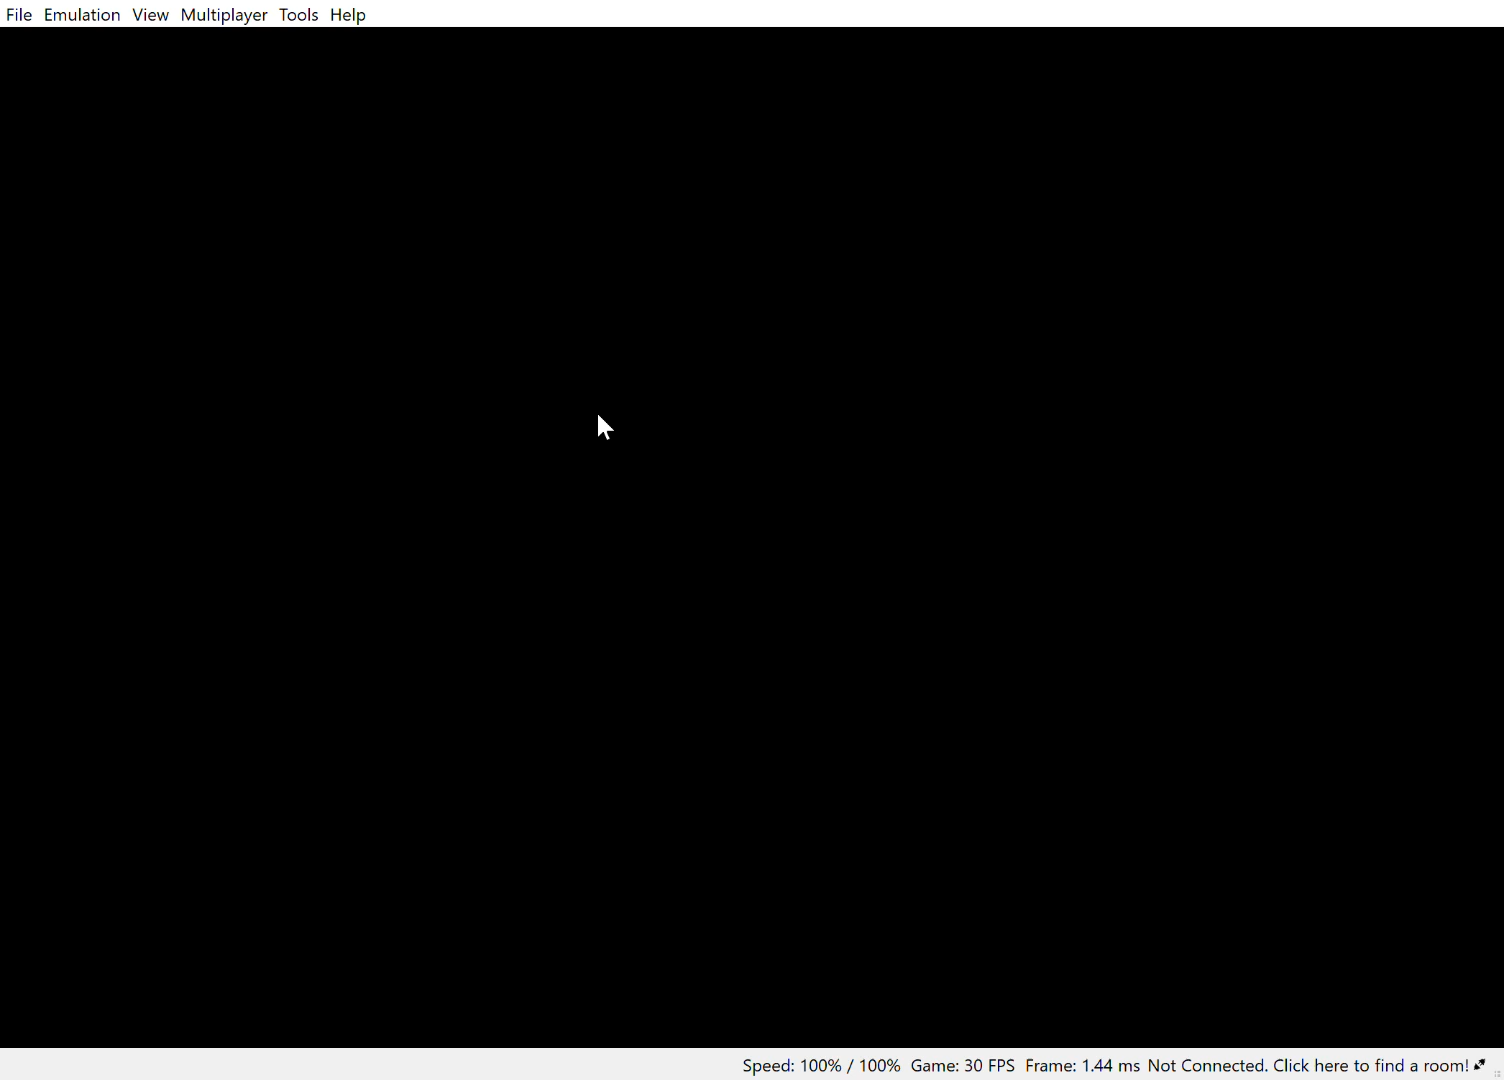 File Emulation View Multiplayer Tools Help
Speed: 100% / 100% Game: 30 FPS Frame: 1.44 ms Not Connected. Click here to find a room!